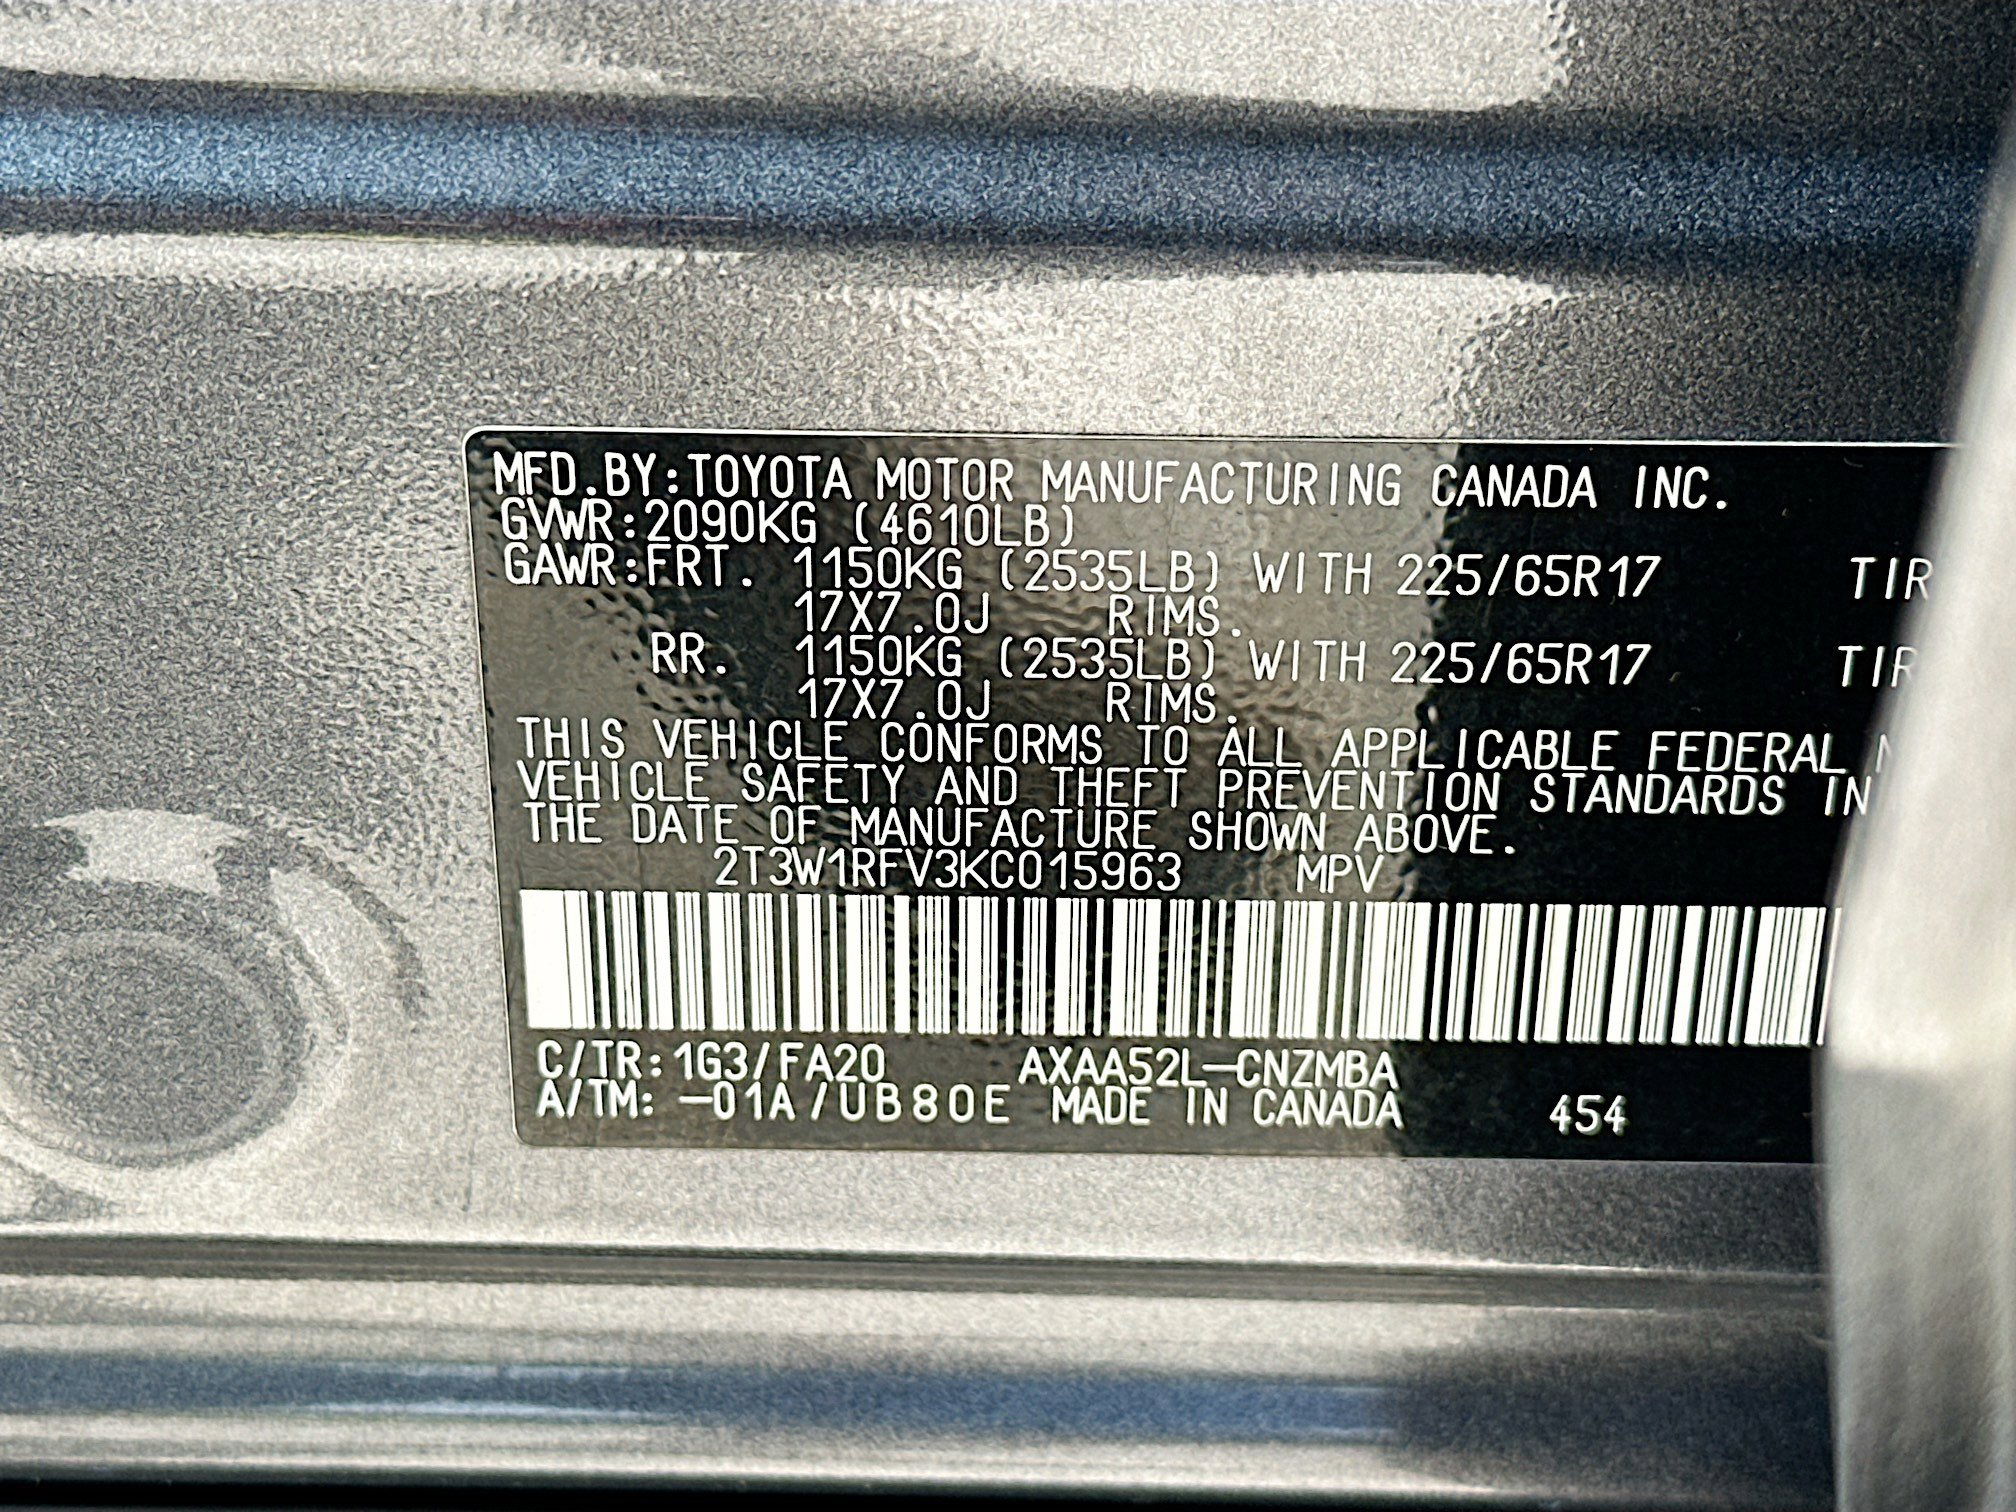 MFD.BY:TOYOTA MOTOR MANUFACTURING CANADA INC.
GVWR:2090KG (4610LB)
GAWR:FRT. 1150KG (2535LB) WITH 225/65R17 TIR
17X7.0J RIMS.
RR. 1150KG (2535LB) WITH 225/65R17 TIR
17X7.0J RIMS.
THIS VEHICLE CONFORMS TO ALL APPLICABLE FEDERAL
VEHICLE SAFETY AND THEFT PREVENTION STANDARDS IN
THE DATE OF MANUFACTURE SHOWN ABOVE.
2T3W1RFV3KC015963 MPV
C/TR:1G3/FA20 AXAA52L-CNZMBA
A/TM: -01A/UB80E MADE IN CANADA 454